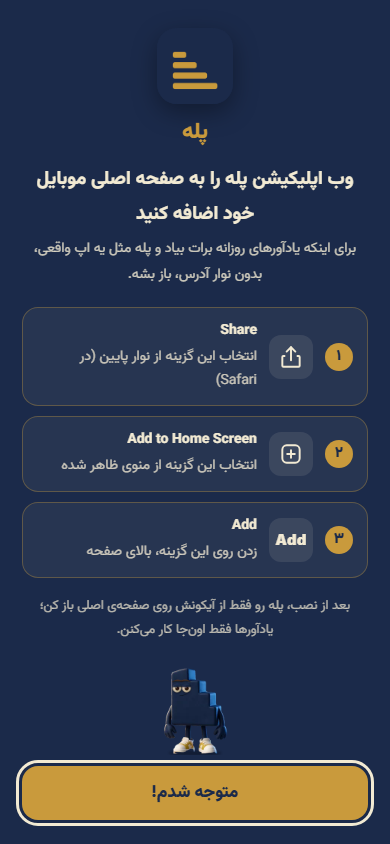 پله
وب اپلیکیشن پله را به صفحه اصلی موبایل
خود اضافه کنید
برای اینکه یادآورهای روزانه برات بیاد و پله مثل یه اپ واقعی،
بدون نوار آدرس، باز بشه.
۱
Share
انتخاب این گزینه از نوار پایین (در
Safari)
۲
Add to Home Screen
انتخاب این گزینه از منوی ظاهر شده
۳
Add
Add
زدن روی این گزینه، بالای صفحه
بعد از نصب، پله رو فقط از آیکونش روی صفحه‌ی اصلی باز کن؛
یادآورها فقط اون‌جا کار می‌کنن.
متوجه شدم!